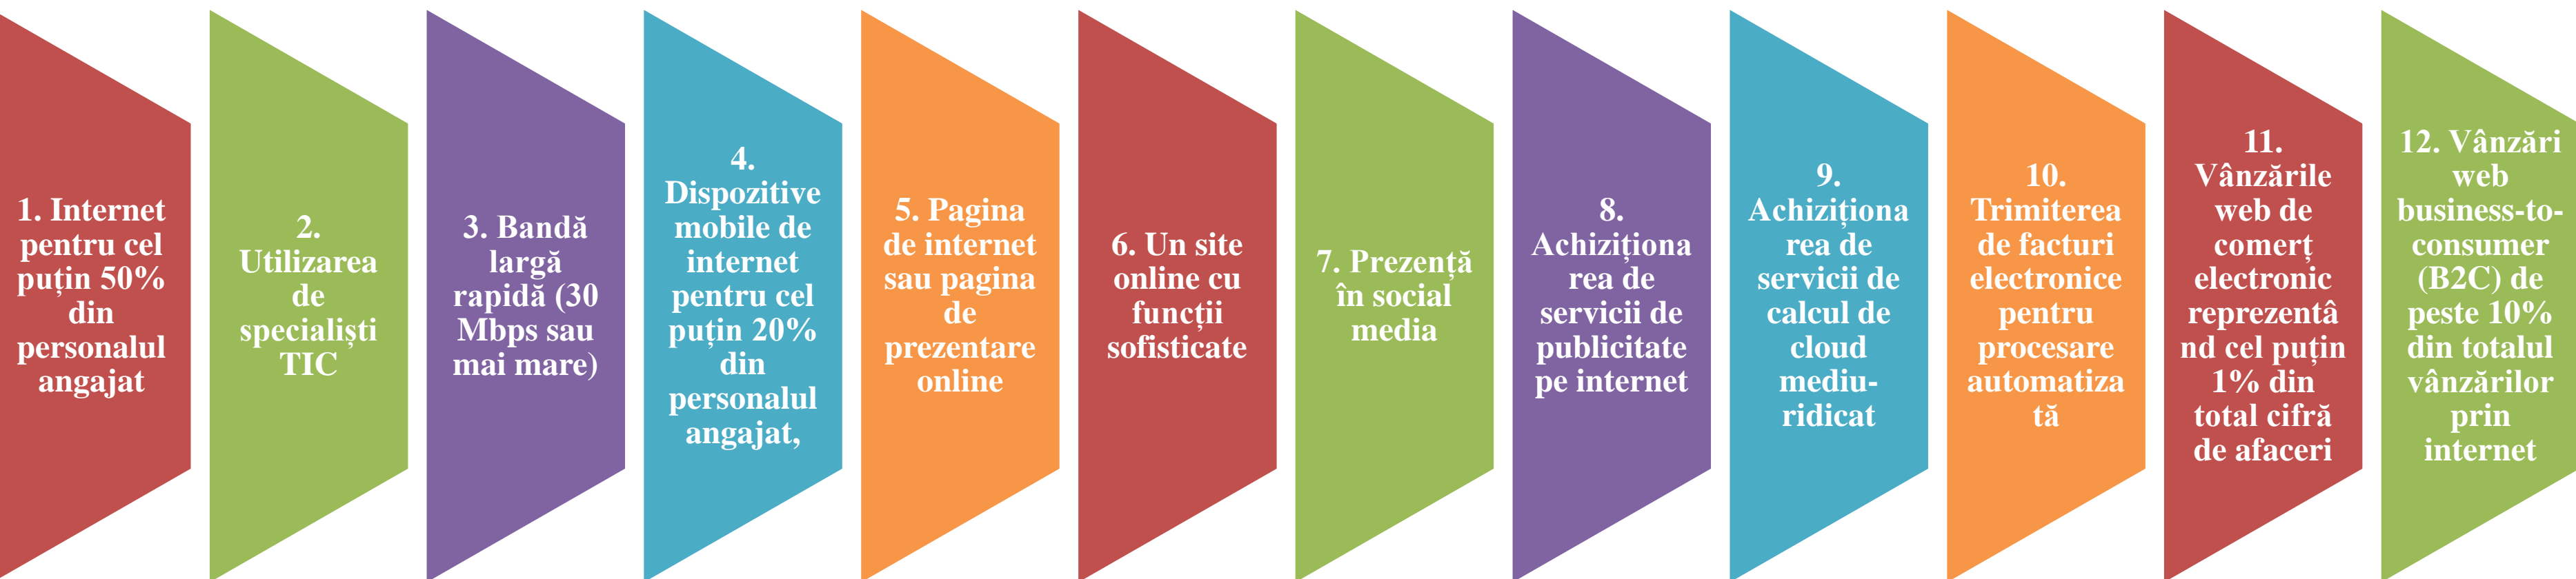 1. Internet
pentru cel
puțin 50%
din
personalul
angajat
2.
Utilizarea
de
specialiști
TIC
3. Bandă
largă
rapidă (30
Mbps sau
mai mare)
4.
Dispozitive
mobile de
internet
pentru cel
puțin 20%
din
personalul
angajat,
5. Pagina
de internet
sau pagina
de
prezentare
online
6. Un site
online cu
funcții
sofisticate
7. Prezență
în social
media
8.
Achiziționa
rea de
servicii de
publicitate
pe internet
9.
Achiziționa
rea de
servicii de
calcul de
cloud
mediu-
ridicat
10.
Trimiterea
de facturi
electronice
pentru
procesare
automatiza
tă
11.
Vânzările
web de
comerț
electronic
reprezentâ
nd cel puțin
1% din
total cifră
de afaceri
12. Vânzări
web
business-to-
consumer
(B2C) de
peste 10%
din totalul
vânzărilor
prin
internet